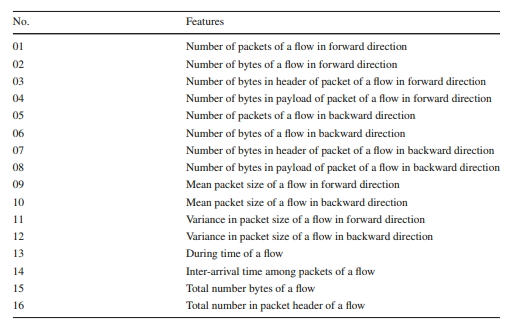 No. Features
01 Number of packets of a flow in forward direction
02 Number of bytes of a flow in forward direction
03 Number of bytes in header of packet of a flow in forward direction
04 Number of bytes in payload of packet of a flow in forward direction
05 Number of packets of a flow in backward direction
06 Number of bytes of a flow in backward direction
07 Number of bytes in header of packet of a flow in backward direction
08 Number of bytes in payload of packet of a flow in backward direction
09 Mean packet size of a flow in forward direction
10 Mean packet size of a flow in backward direction
11 Variance in packet size of a flow in forward direction
12 Variance in packet size of a flow in backward direction
13 During time of a flow
14 Inter-arrival time among packets of a flow
15 Total number bytes of a flow
16 Total number in packet header of a flow